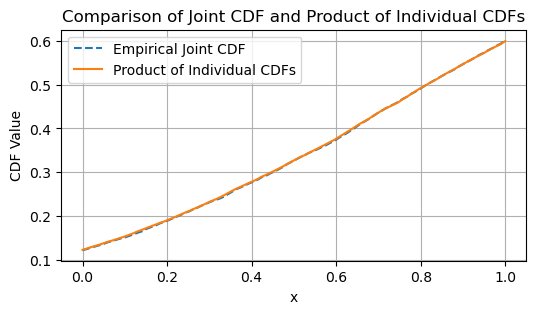 Comparison of Joint CDF and Product of Individual CDFs
Empirical Joint CDF
Product of Individual CDFs
CDF Value
0.6
0.5
0.4
0.3
0.2
0.1
0.0
0.2
0.4
0.6
0.8
1.0
x